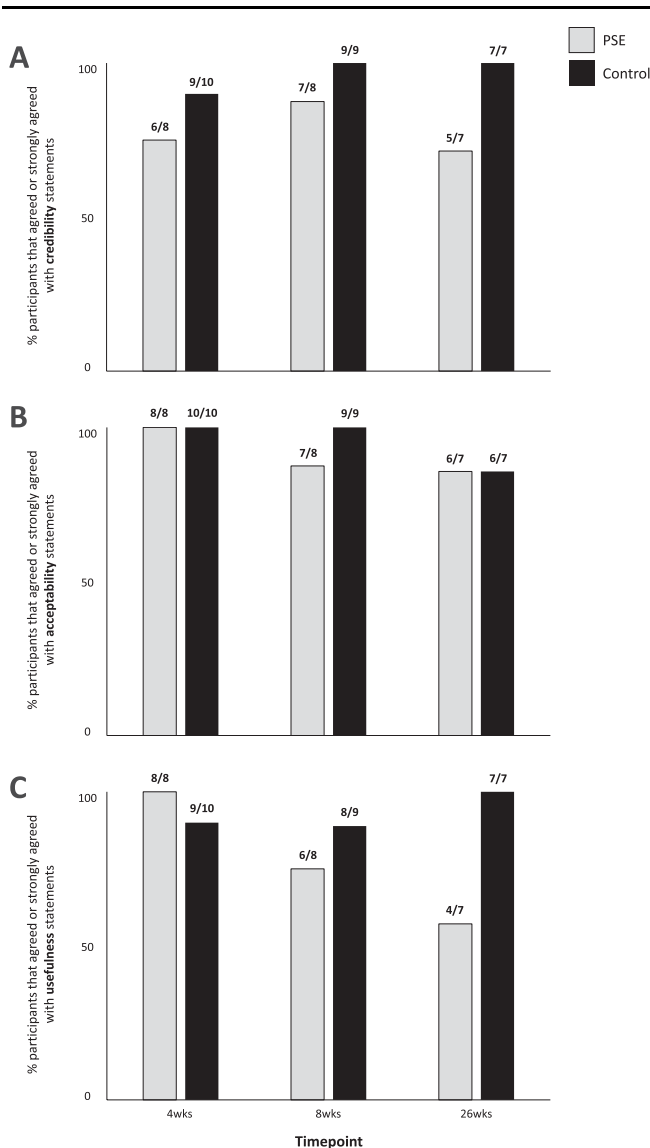 PSE
Control
A
% participants that agreed or strongly agreed
with credibility statements
100
50
0
6/8
9/10
7/8
9/9
5/7
7/7
B
% participants that agreed or strongly agreed
with acceptability statements
100
50
0
8/8
10/10
7/8
9/9
6/7
6/7
C
% participants that agreed or strongly agreed
with usefulness statements
100
50
0
8/8
9/10
6/8
8/9
4/7
7/7
4wks
8wks
26wks
Timepoint